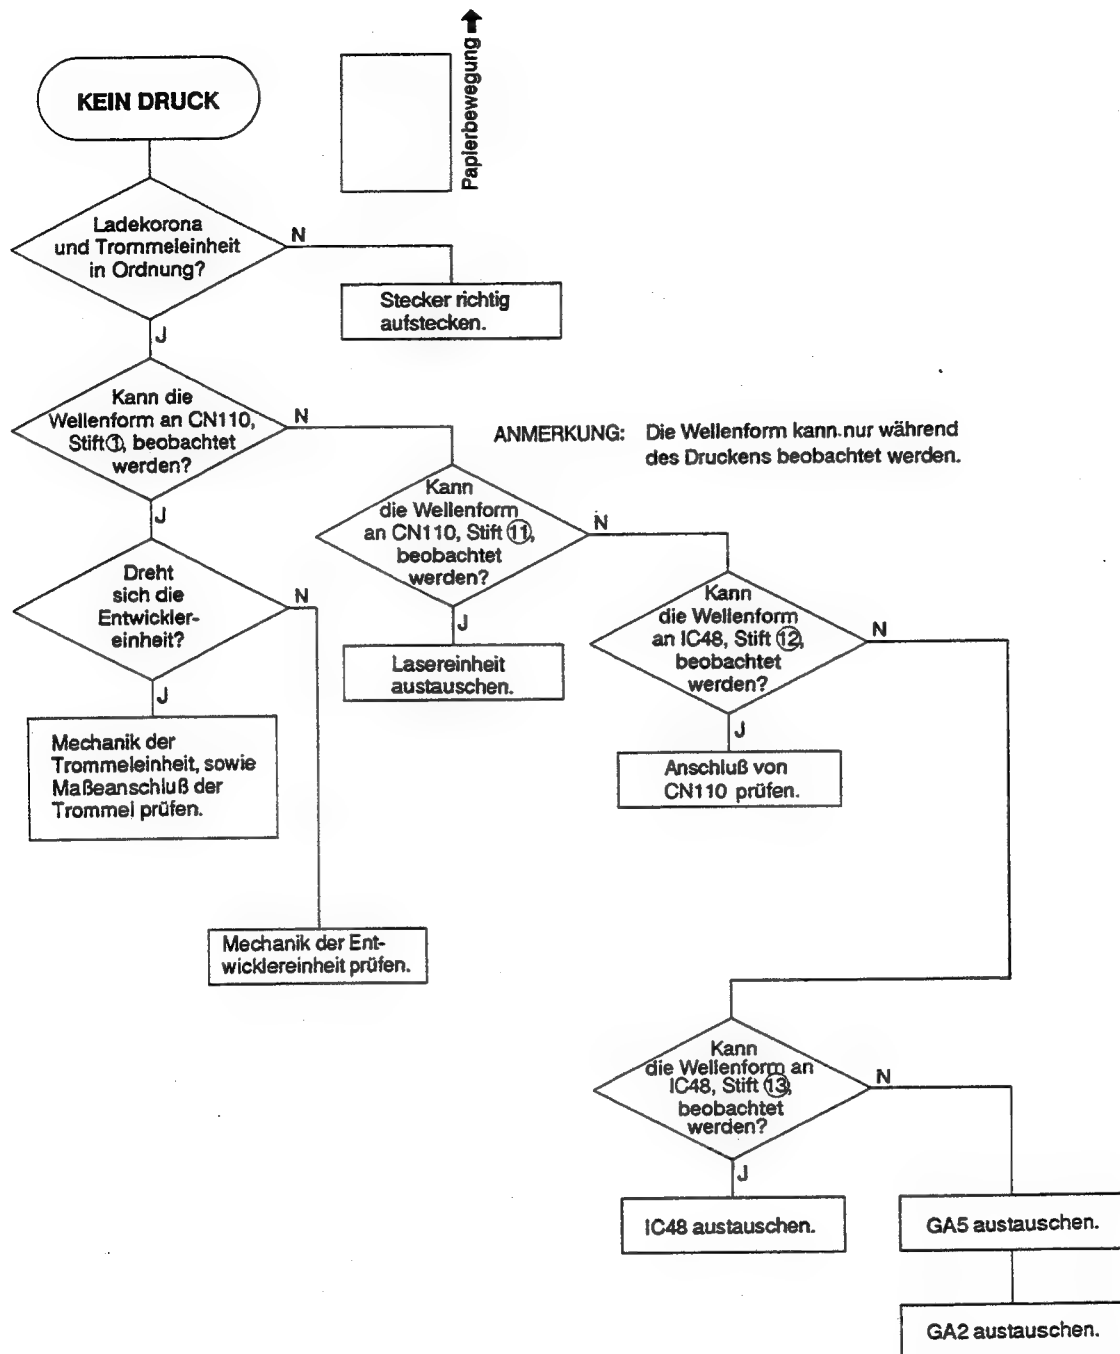 KEIN DRUCK
Papierbewegung
Ladekorona
und Trommeleinheit
in Ordnung?
N
Stecker richtig
aufstecken.
J
Kann die
Wellenform an CN110,
Stift ①, beobachtet
werden?
N
ANMERKUNG: Die Wellenform kann nur während
des Druckens beobachtet werden.
J
Kann
die Wellenform
an CN110, Stift ⑪,
beobachtet
werden?
N
J
Lasereinheit
austauschen.
Dreht
sich die
Entwickler-
einheit?
N
J
Kann
die Wellenform
an IC48, Stift ⑫,
beobachtet
werden?
N
J
Anschluß von
CN110 prüfen.
Mechanik der
Trommeleinheit, sowie
Maßeanschluß der
Trommel prüfen.
Mechanik der Ent-
wicklereinheit prüfen.
Kann
die Wellenform an
IC48, Stift ⑬,
beobachtet
werden?
N
J
IC48 austauschen.
GA5 austauschen.
GA2 austauschen.